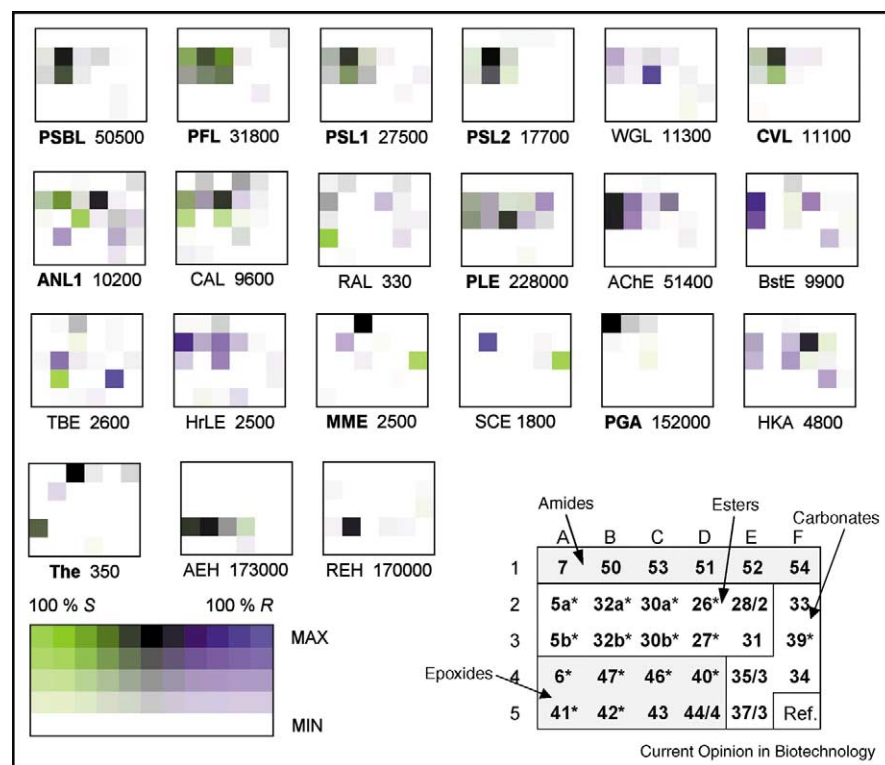 PSBL 50500 PFL 31800 PSL1 27500 PSL2 17700 WGL 11300 CVL 11100
ANL1 10200 CAL 9600 RAL 330 PLE 228000 AChE 51400 BstE 9900
TBE 2600 HrLE 2500 MME 2500 SCE 1800 PGA 152000 HKA 4800
The 350 AEH 173000 REH 170000
100 % S 100 % R
MAX
MIN
Amides Esters Carbonates
A B C D E F
1 7 50 53 51 52 54
2 5a* 32a* 30a* 26* 28/2 33
3 5b* 32b* 30b* 27* 31 39*
Epoxides
4 6* 47* 46* 40* 35/3 34
5 41* 42* 43 44/4 37/3 Ref.
Current Opinion in Biotechnology